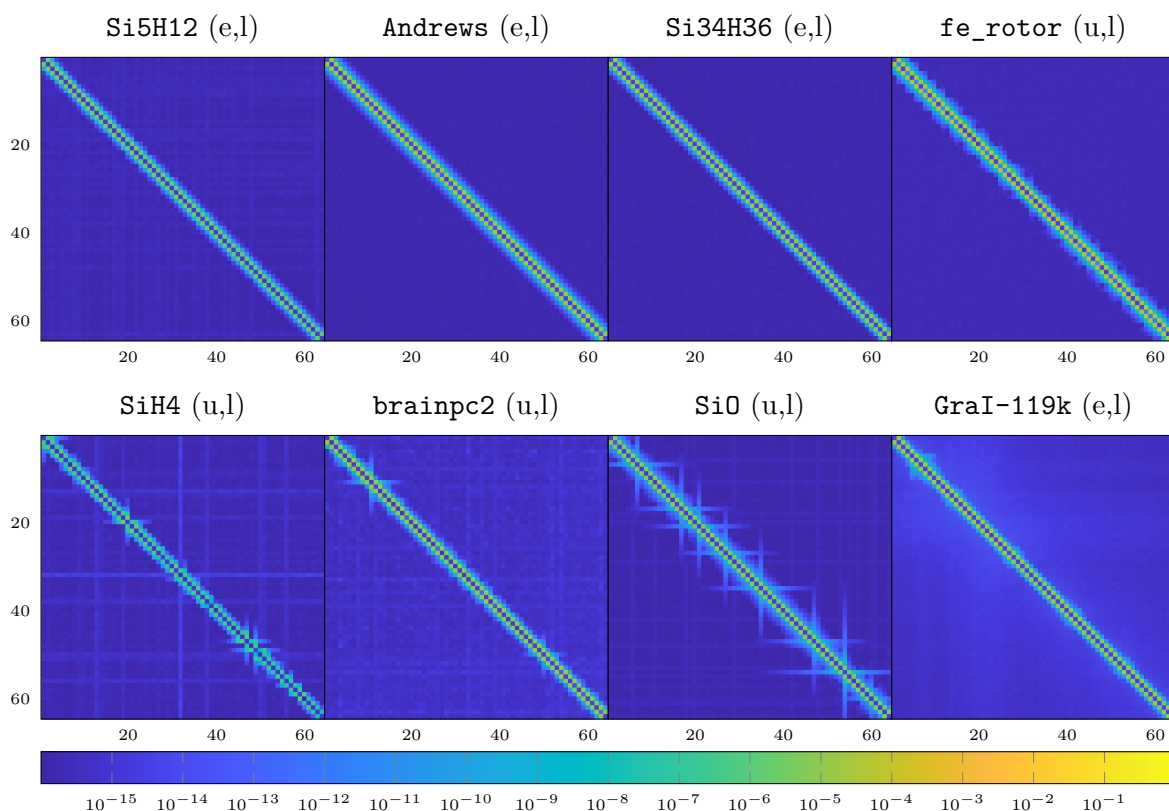 Si5H12 (e,l) Andrews (e,l) Si34H36 (e,l) fe_rotor (u,l)
20
40
60
20 40 60 20 40 60 20 40 60 20 40 60
SiH4 (u,l) brainpc2 (u,l) SiO (u,l) GraI-119k (e,l)
20
40
60
20 40 60 20 40 60 20 40 60 20 40 60
10⁻¹⁵ 10⁻¹⁴ 10⁻¹³ 10⁻¹² 10⁻¹¹ 10⁻¹⁰ 10⁻⁹ 10⁻⁸ 10⁻⁷ 10⁻⁶ 10⁻⁵ 10⁻⁴ 10⁻³ 10⁻² 10⁻¹